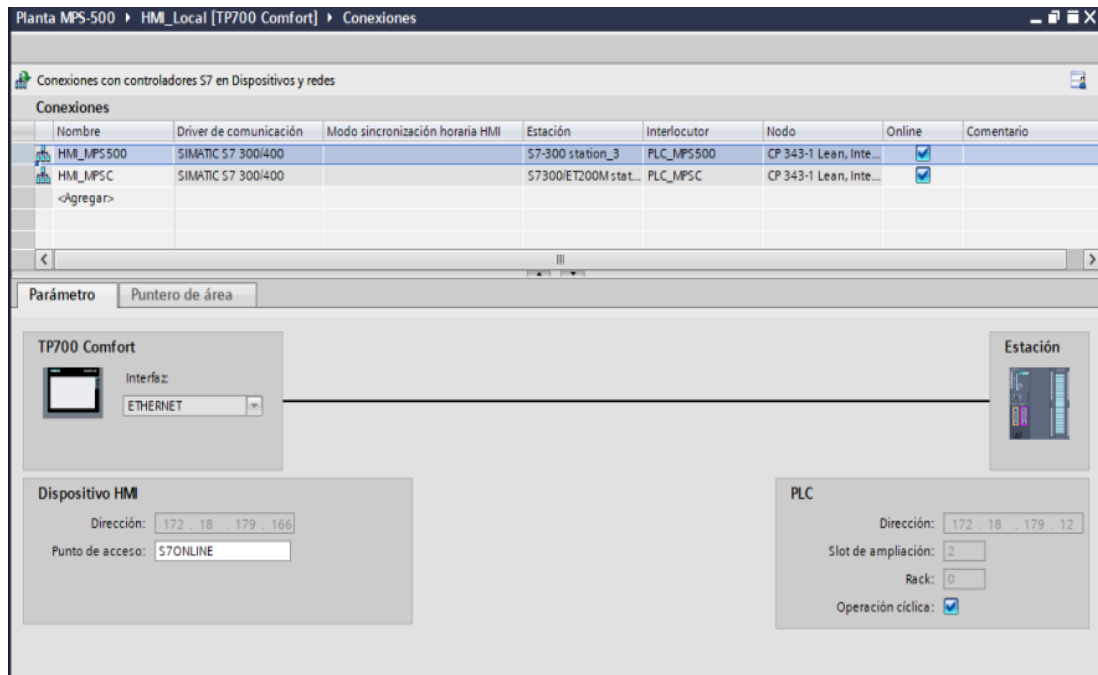 Planta MPS-500 ▸ HMI_Local [TP700 Comfort] ▸ Conexiones
Conexiones con controladores S7 en Dispositivos y redes
Conexiones
Nombre Driver de comunicación Modo sincronización horaria HMI Estación Interlocutor Nodo Online Comentario
HMI_MPS500 SIMATIC S7 300/400 S7-300 station_3 PLC_MPS500 CP 343-1 Lean, Inte...
HMI_MPSC SIMATIC S7 300/400 S7300/ET200M stat... PLC_MPSC CP 343-1 Lean, Inte...
<Agregar>
Parámetro Puntero de área
TP700 Comfort Estación
Interfaz:
ETHERNET
Dispositivo HMI PLC
Dirección: 172 . 18 . 179 . 166 Dirección: 172 . 18 . 179 . 12
Punto de acceso: S7ONLINE Slot de ampliación: 2
Rack: 0
Operación cíclica: